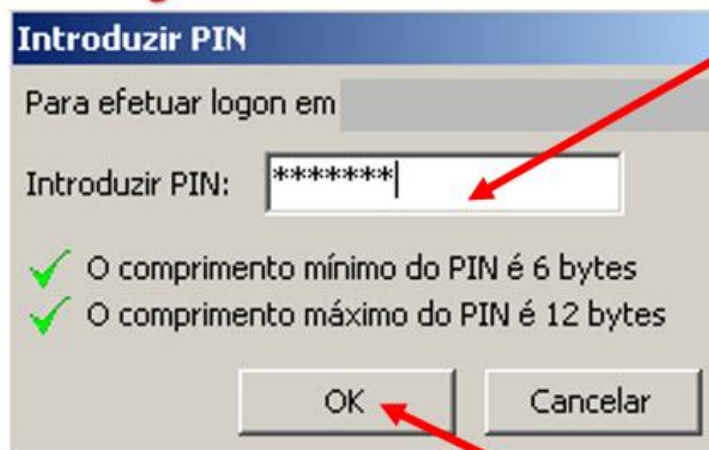 Introduzir PIN
Para efetuar logon em
Introduzir PIN: *******
O comprimento mínimo do PIN é 6 bytes
O comprimento máximo do PIN é 12 bytes
OK Cancelar